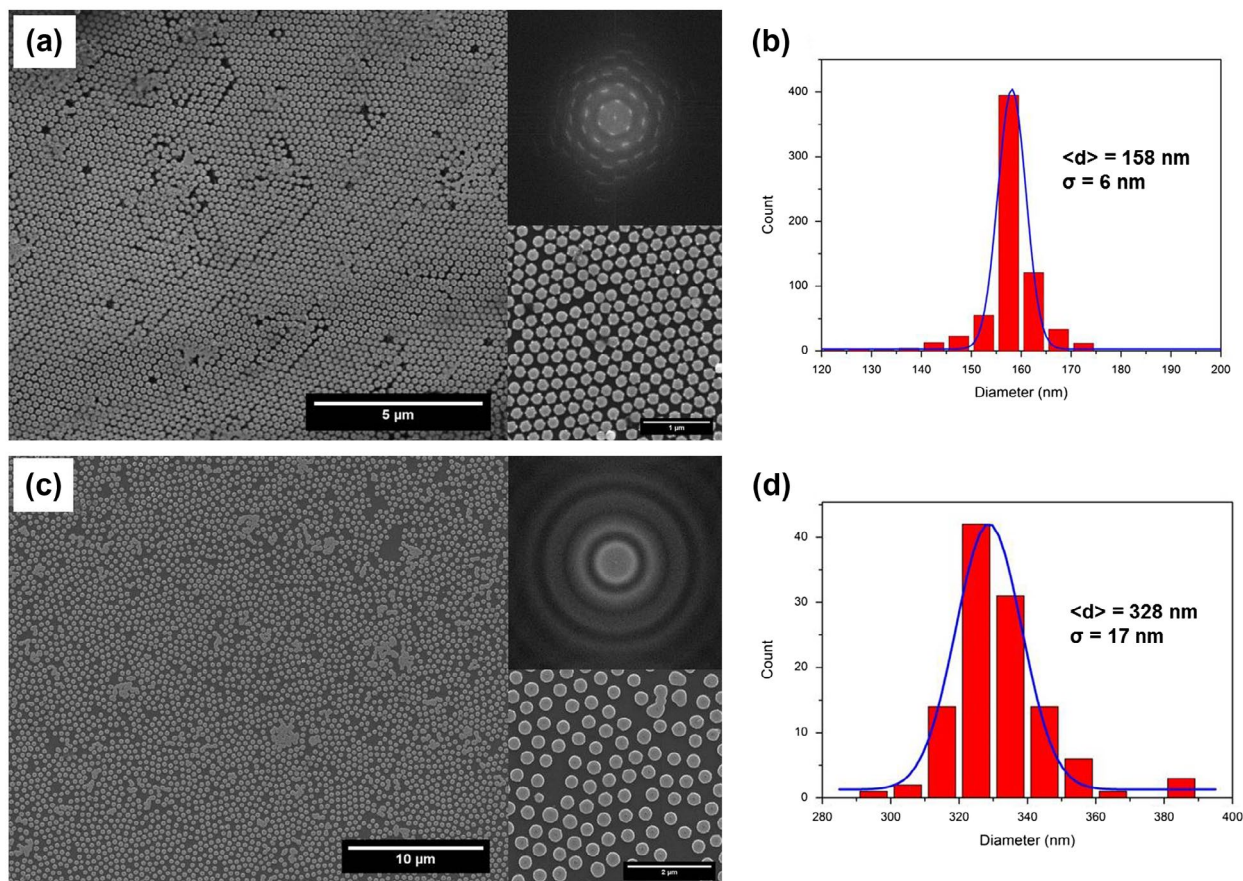 (a)
5 µm
1 µm
(b)
400
300
200
100
0
Count
<d> = 158 nm
σ = 6 nm
120 130 140 150 160 170 180 190 200
Diameter (nm)
(c)
10 µm
2 µm
(d)
40
30
20
10
0
Count
<d> = 328 nm
σ = 17 nm
280 300 320 340 360 380 400
Diameter (nm)